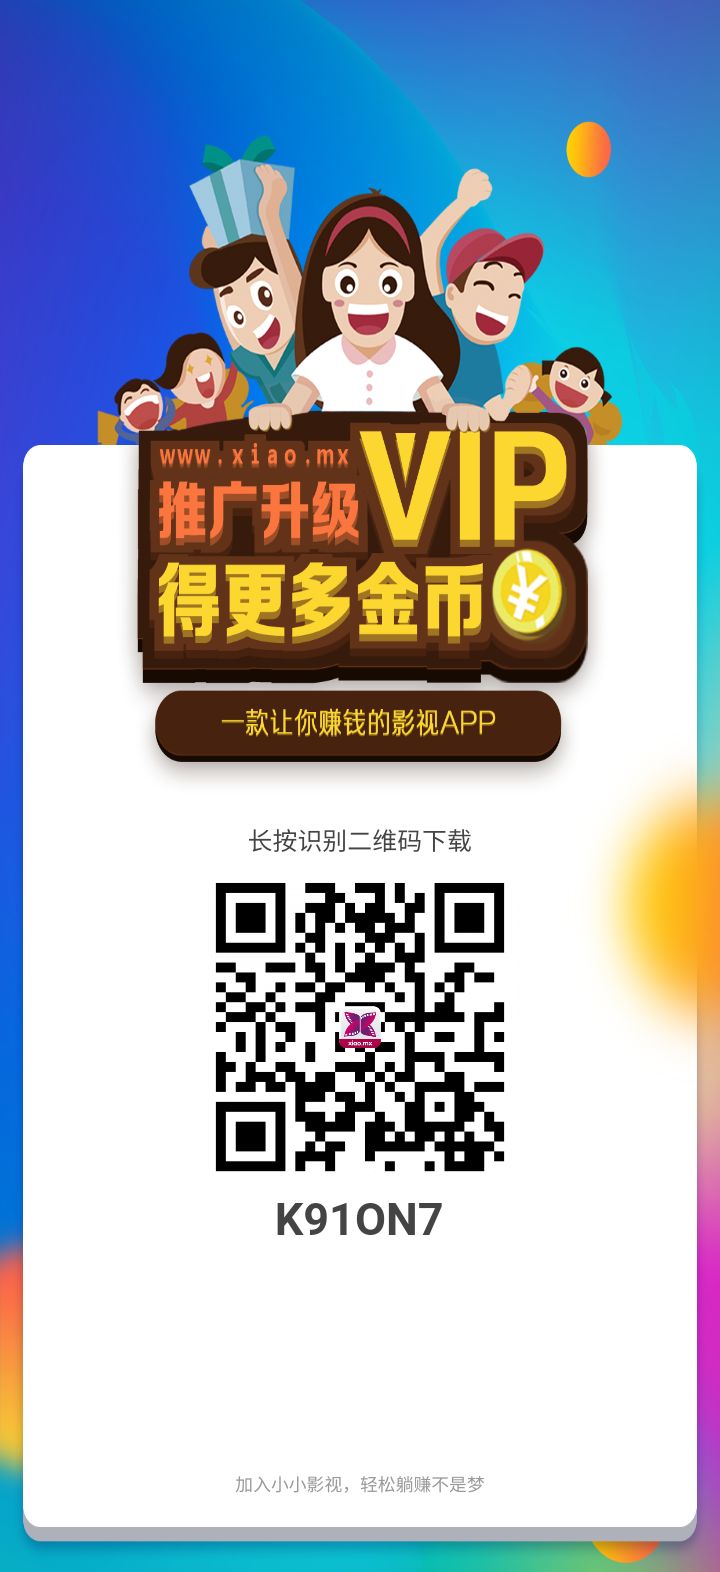 www.xiao.mx
推广升级VIP
得更多金币
¥
一款让你赚钱的影视APP
长按识别二维码下载
xiao.mx
K91ON7
加入小小影视，轻松躺赚不是梦